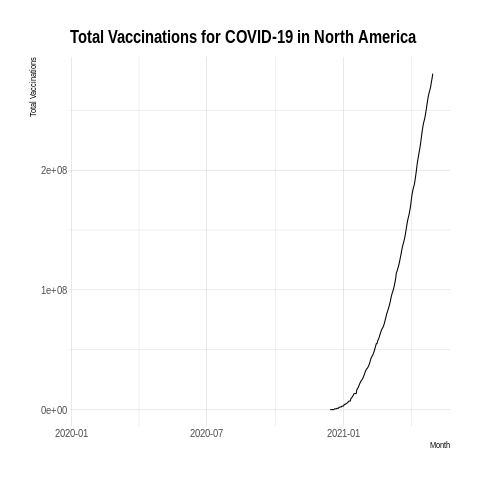 Total Vaccinations for COVID-19 in North America
Total Vaccinations
2e+08
1e+08
0e+00
2020-01
2020-07
2021-01
Month